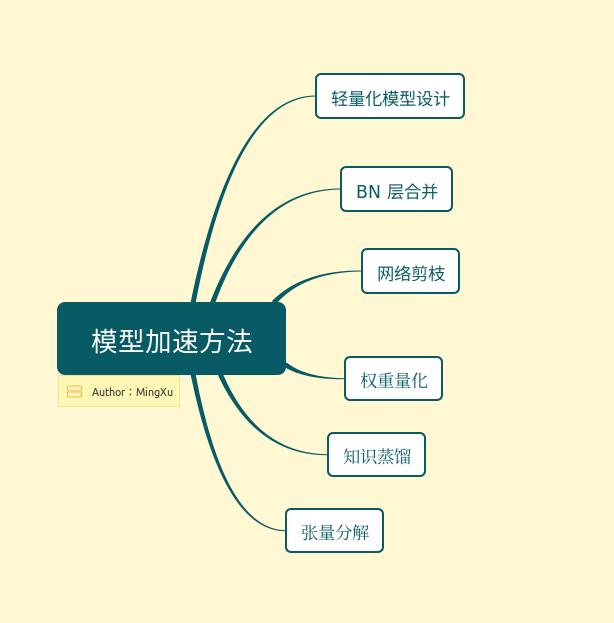 轻量化模型设计
BN 层合并
网络剪枝
模型加速方法
权重量化
Author：MingXu
知识蒸馏
张量分解